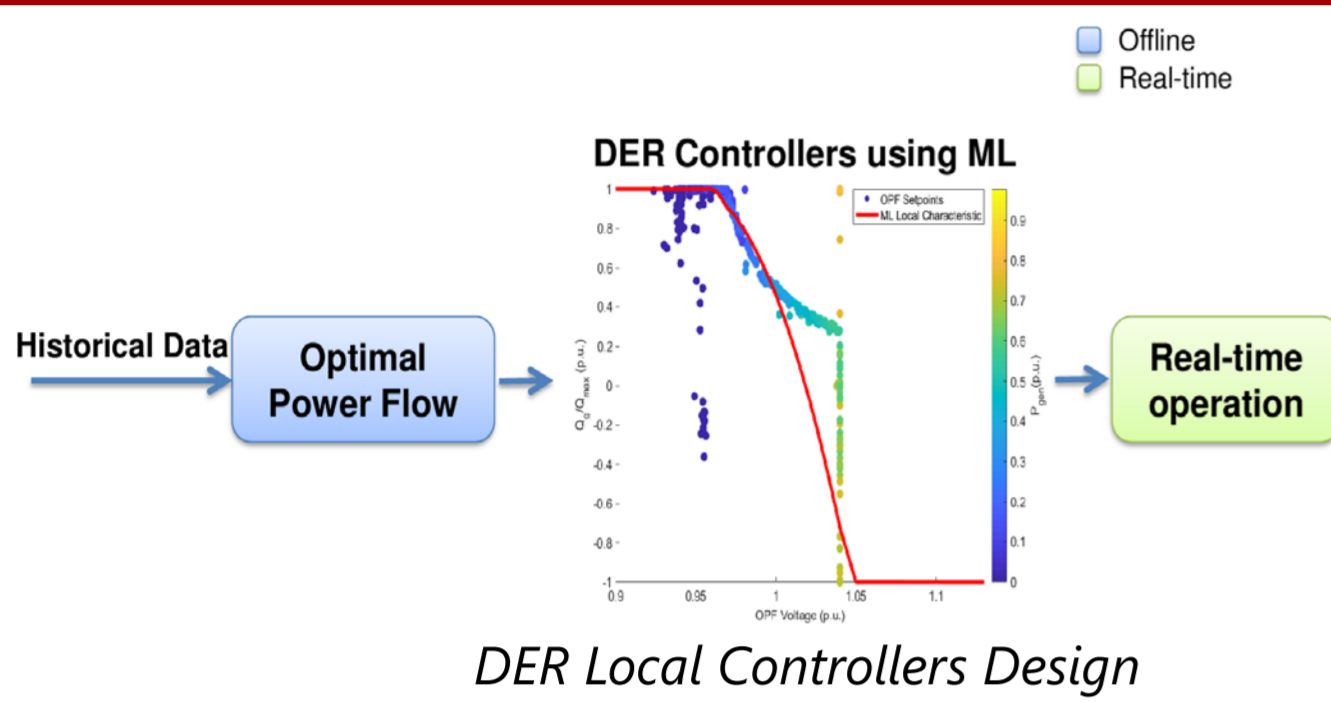 Offline
Real-time
DER Controllers using ML
OPF Setpoints
ML Local Characteristic
1
0.8
0.6
0.4
0.2
0
-0.2
-0.4
-0.6
-0.8
-1
Qg/Qmax (p.u.)
0.9
0.95
1
1.05
1.1
OPF Voltage (p.u.)
0.9
0.8
0.7
0.6
0.5
0.4
0.3
0.2
0.1
0
Pgen(p.u.)
Historical Data
Optimal
Power Flow
Real-time
operation
DER Local Controllers Design